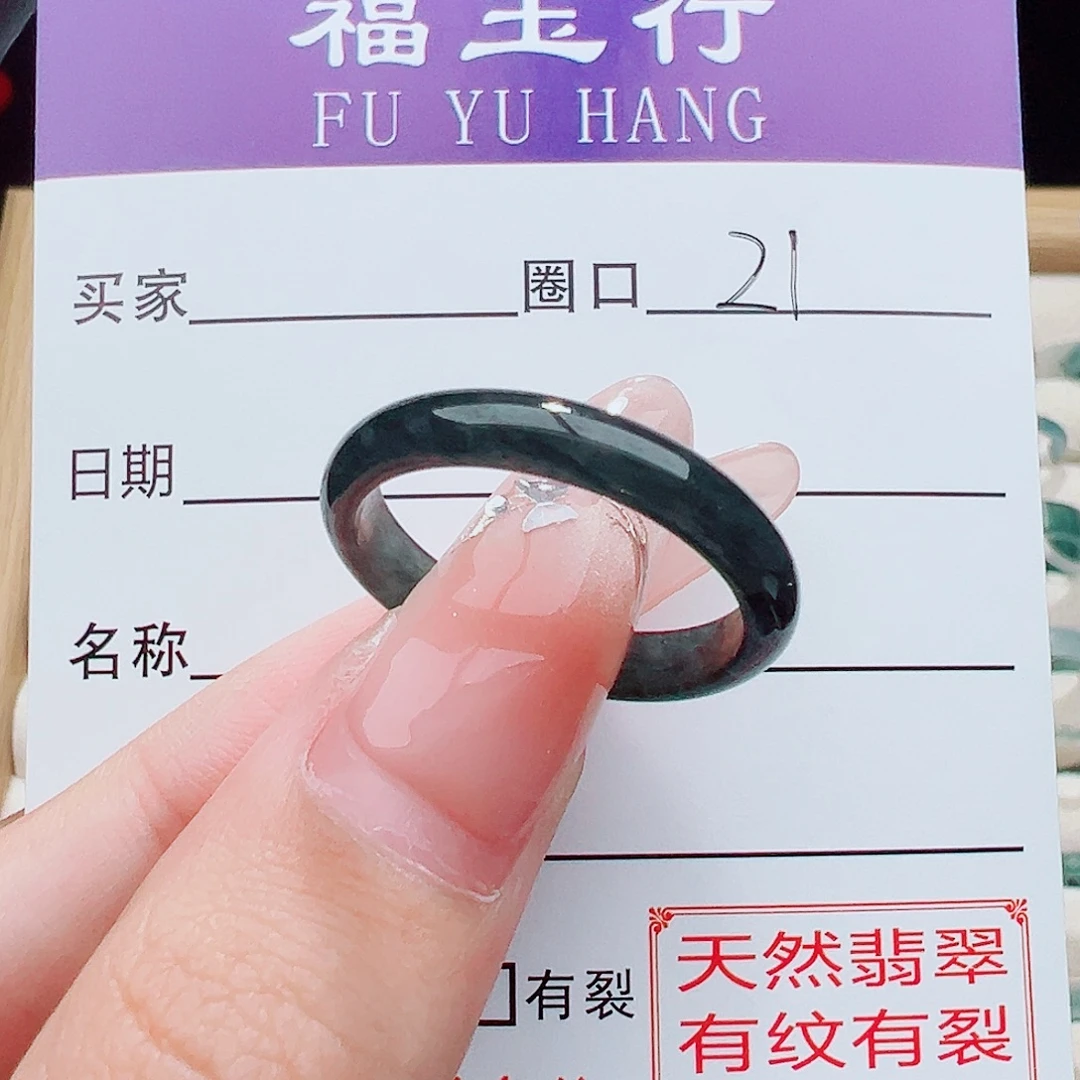 福玉行
FU YU HANG
买家 圈口 21
日期
名称
有裂
天然翡翠
有纹有裂